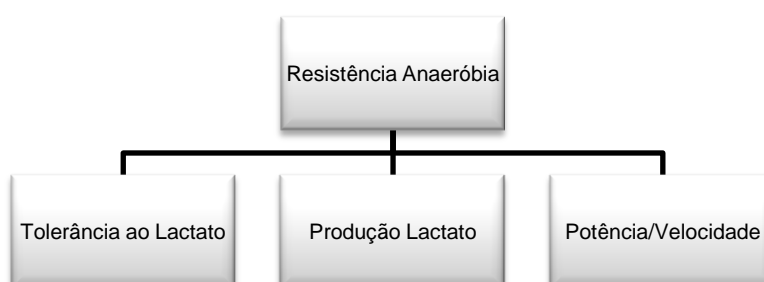 Resistência Anaeróbia
Tolerância ao Lactato
Produção Lactato
Potência/Velocidade